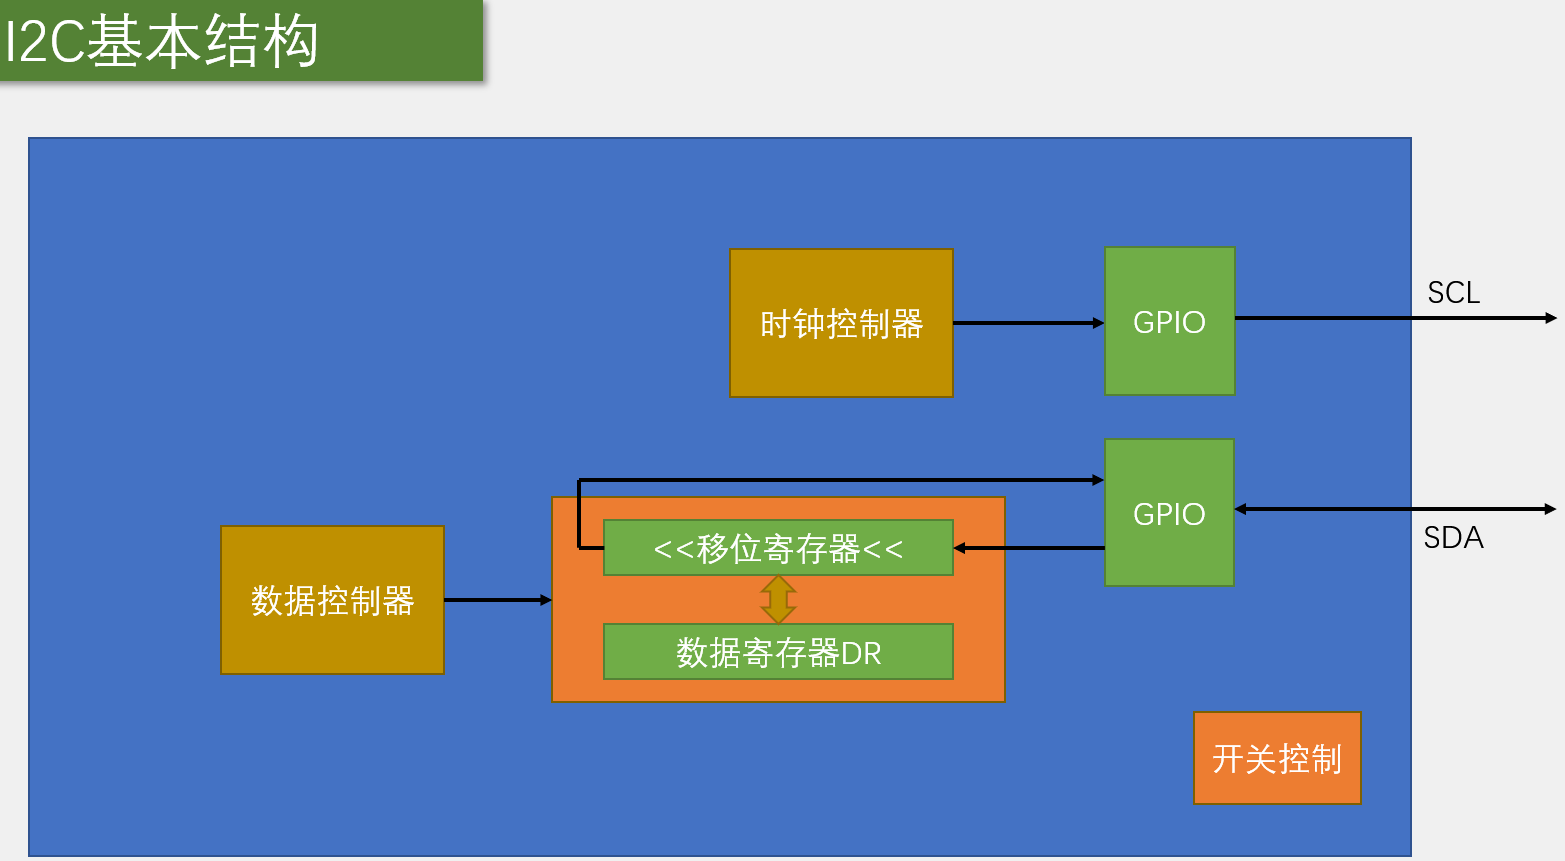 I2C基本结构
时钟控制器
GPIO
SCL
GPIO
SDA
<<移位寄存器<<
数据控制器
数据寄存器DR
开关控制